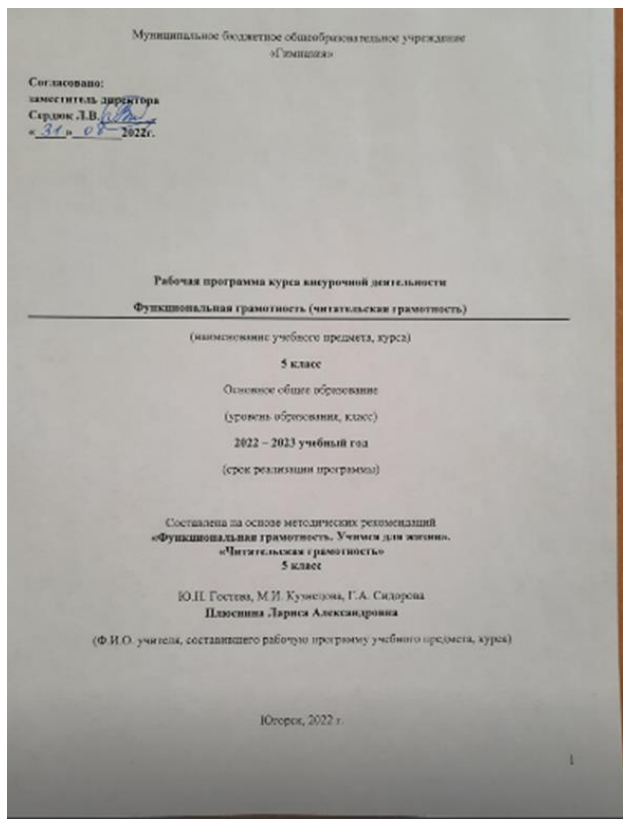 Муниципальное бюджетное общеобразовательное учреждение
«Гимназия»
Согласовано:
заместитель директора
Сердюк Л.В.
«31» 08 2022г.
Рабочая программа курса внеурочной деятельности
Функциональная грамотность (читательская грамотность)
(наименование учебного предмета, курса)
5 класс
Основное общее образование
(уровень образования, класс)
2022 – 2023 учебный год
(срок реализации программы)
Составлена на основе методических рекомендаций
«Функциональная грамотность. Учимся для жизни».
«Читательская грамотность»
5 класс
Ю.П. Гостева, М.И. Кузнецова, Г.А. Сидорова
Плюснина Лариса Александровна
(Ф.И.О. учителя, составившего рабочую программу учебного предмета, курса)
Югорск, 2022 г.
1